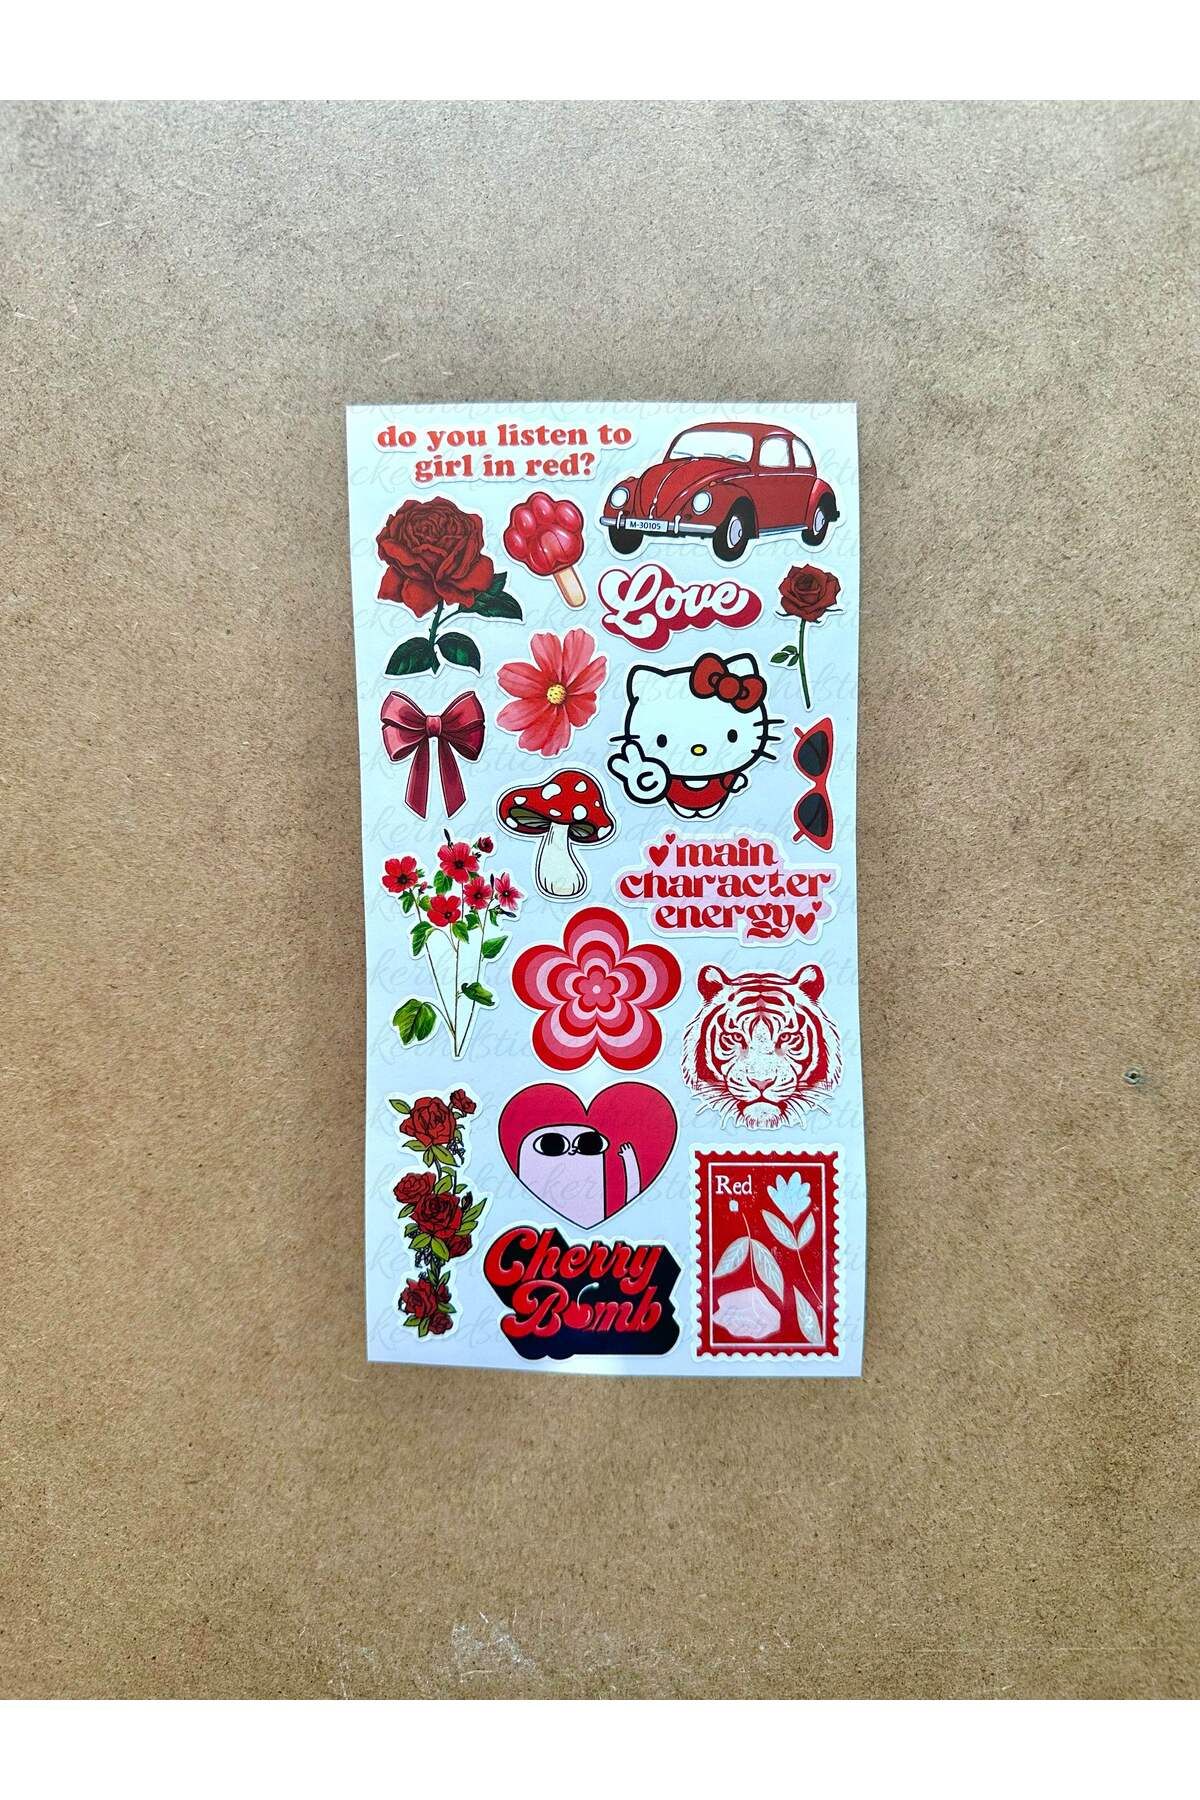 do you listen to
girl in red?
M-30105
Love
main
character
energy
Red
Cherry
Bomb